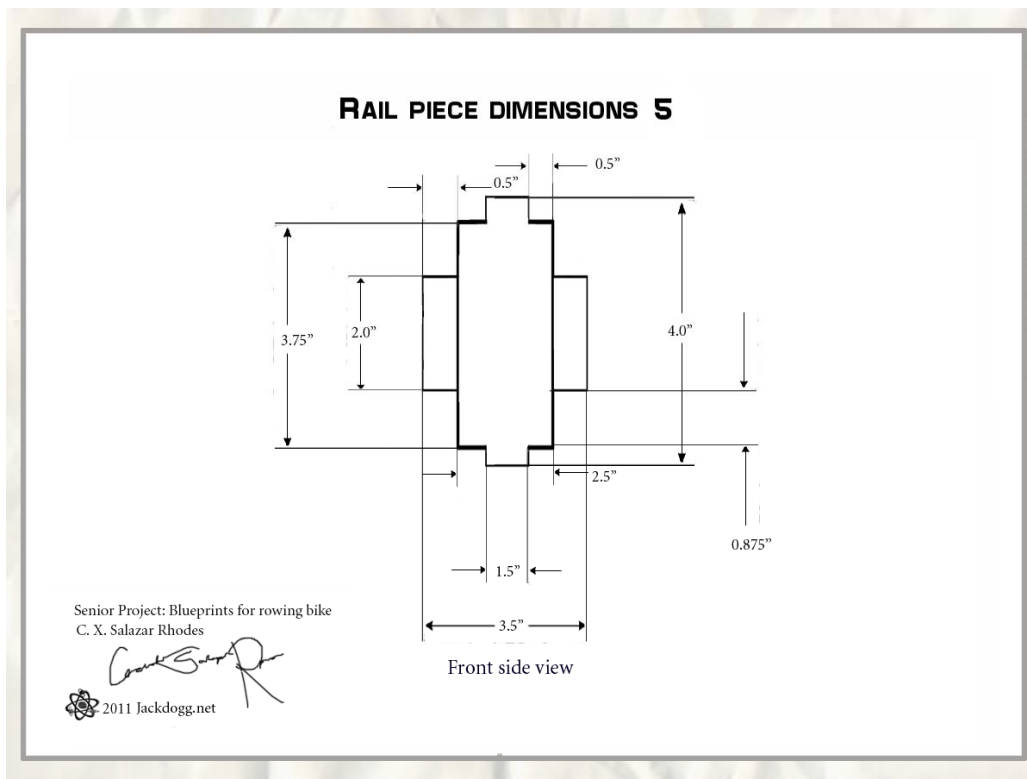 RAIL PIECE DIMENSIONS 5
0.5”
0.5”
3.75”
2.0”
4.0”
2.5”
0.875”
1.5”
3.5”
Front side view
Senior Project: Blueprints for rowing bike
C. X. Salazar Rhodes
2011 Jackdogg.net